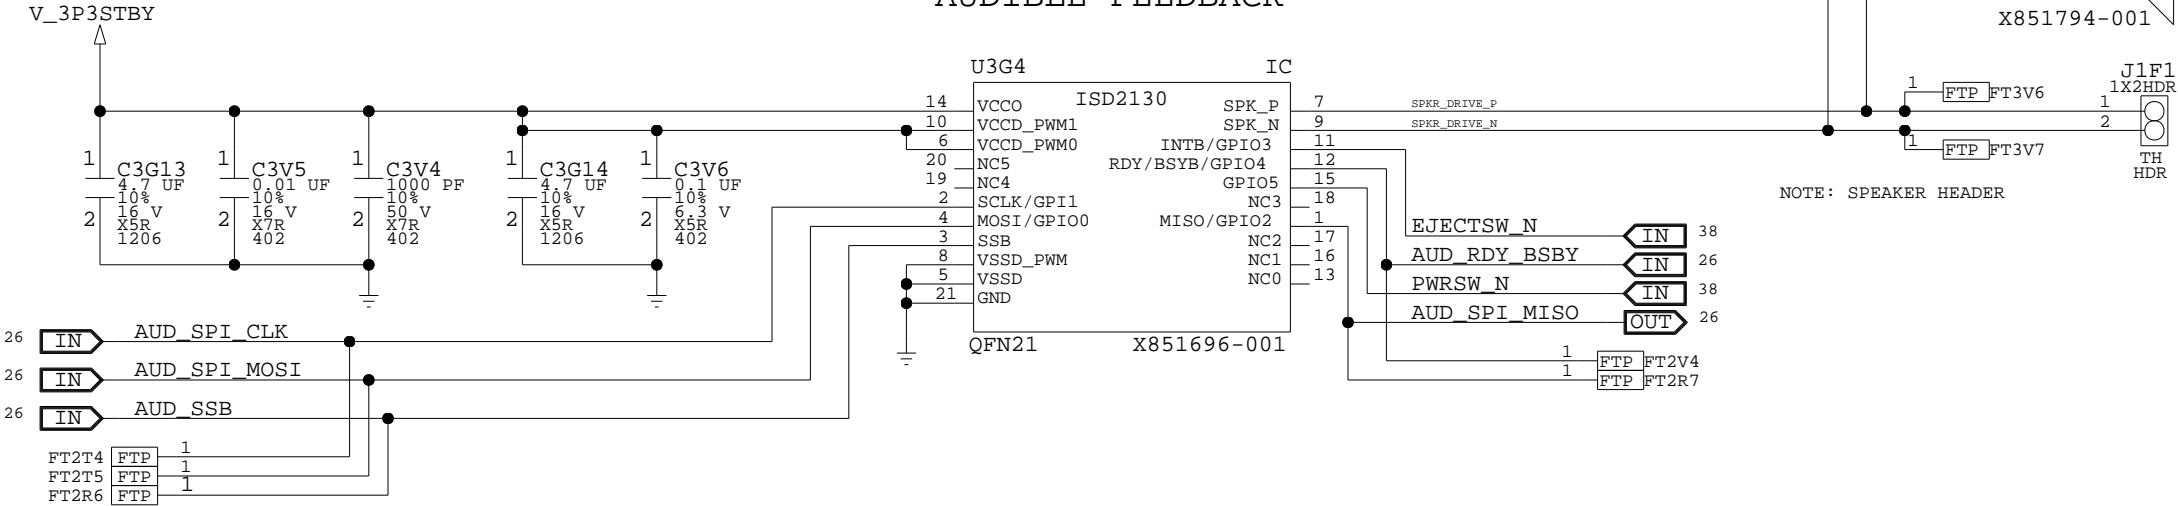 V_3P3STBY
X851794-001
U3G4 IC
ISD2130
14 VCCO
10 VCCD_PWM1
6 VCCD_PWM0
20 NC5
19 NC4
2 SCLK/GPI1
4 MOSI/GPIO0
3 SSB
8 VSSD_PWM
5 VSSD
21 GND
SPK_P 7
SPK_N 9
INTB/GPIO3 11
RDY/BSYB/GPIO4 12
GPIO5 15
NC3 18
MISO/GPIO2 1
NC2 17
NC1 16
NC0 13
QFN21 X851696-001
1 C3G13
4.7 UF
10%
16 V
2 X5R
1206
1 C3V5
0.01 UF
10%
16 V
2 X7R
402
1 C3V4
1000 PF
10%
50 V
2 X7R
402
1 C3G14
4.7 UF
10%
16 V
2 X5R
1206
1 C3V6
0.1 UF
10%
6.3 V
2 X5R
402
SPKR_DRIVE_P
SPKR_DRIVE_N
1 FTP FT3V6
1 FTP FT3V7
J1F1
1X2HDR
1
2
TH
HDR
NOTE: SPEAKER HEADER
EJECTSW_N IN 38
AUD_RDY_BSBY IN 26
PWRSW_N IN 38
AUD_SPI_MISO OUT 26
1 FTP FT2V4
1 FTP FT2R7
26 IN AUD_SPI_CLK
26 IN AUD_SPI_MOSI
26 IN AUD_SSB
FT2T4 FTP 1
FT2T5 FTP 1
FT2R6 FTP 1